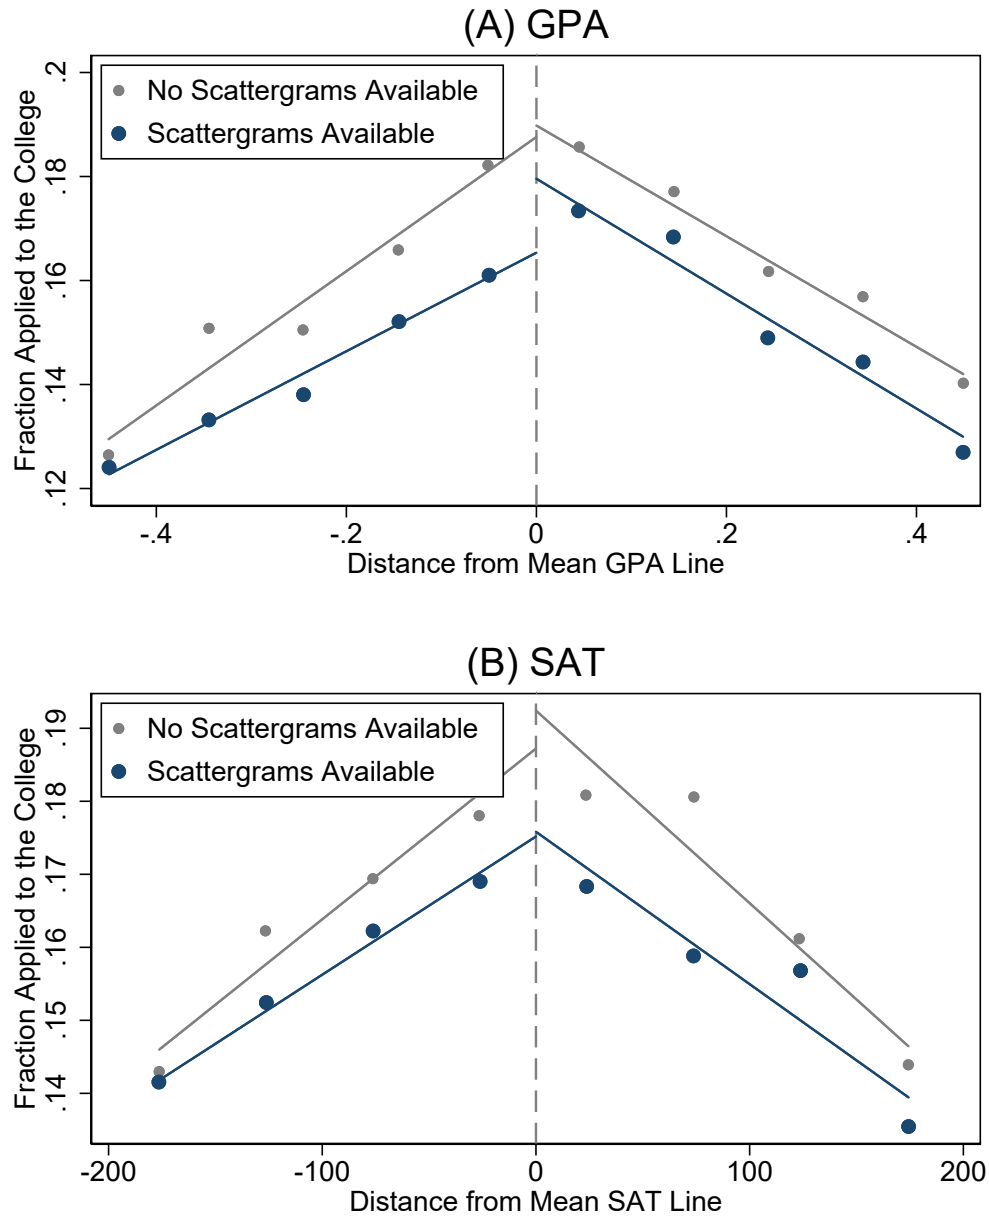 (A) GPA
No Scattergrams Available
Scattergrams Available
Fraction Applied to the College
.2
.18
.16
.14
.12
-.4 -.2 0 .2 .4
Distance from Mean GPA Line
(B) SAT
No Scattergrams Available
Scattergrams Available
Fraction Applied to the College
.19
.18
.17
.16
.15
.14
-200 -100 0 100 200
Distance from Mean SAT Line